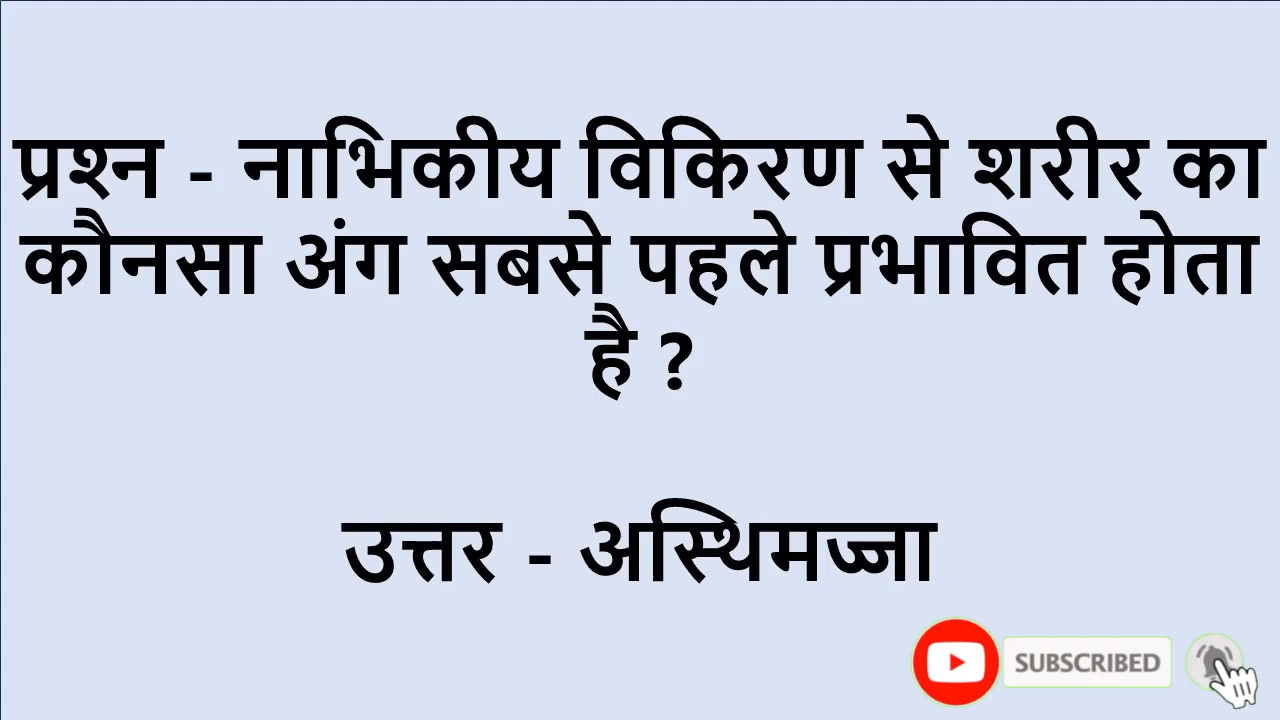 प्रश्न - नाभिकीय विकिरण से शरीर का
कौनसा अंग सबसे पहले प्रभावित होता
है ?
उत्तर - अस्थिमज्जा
SUBSCRIBED